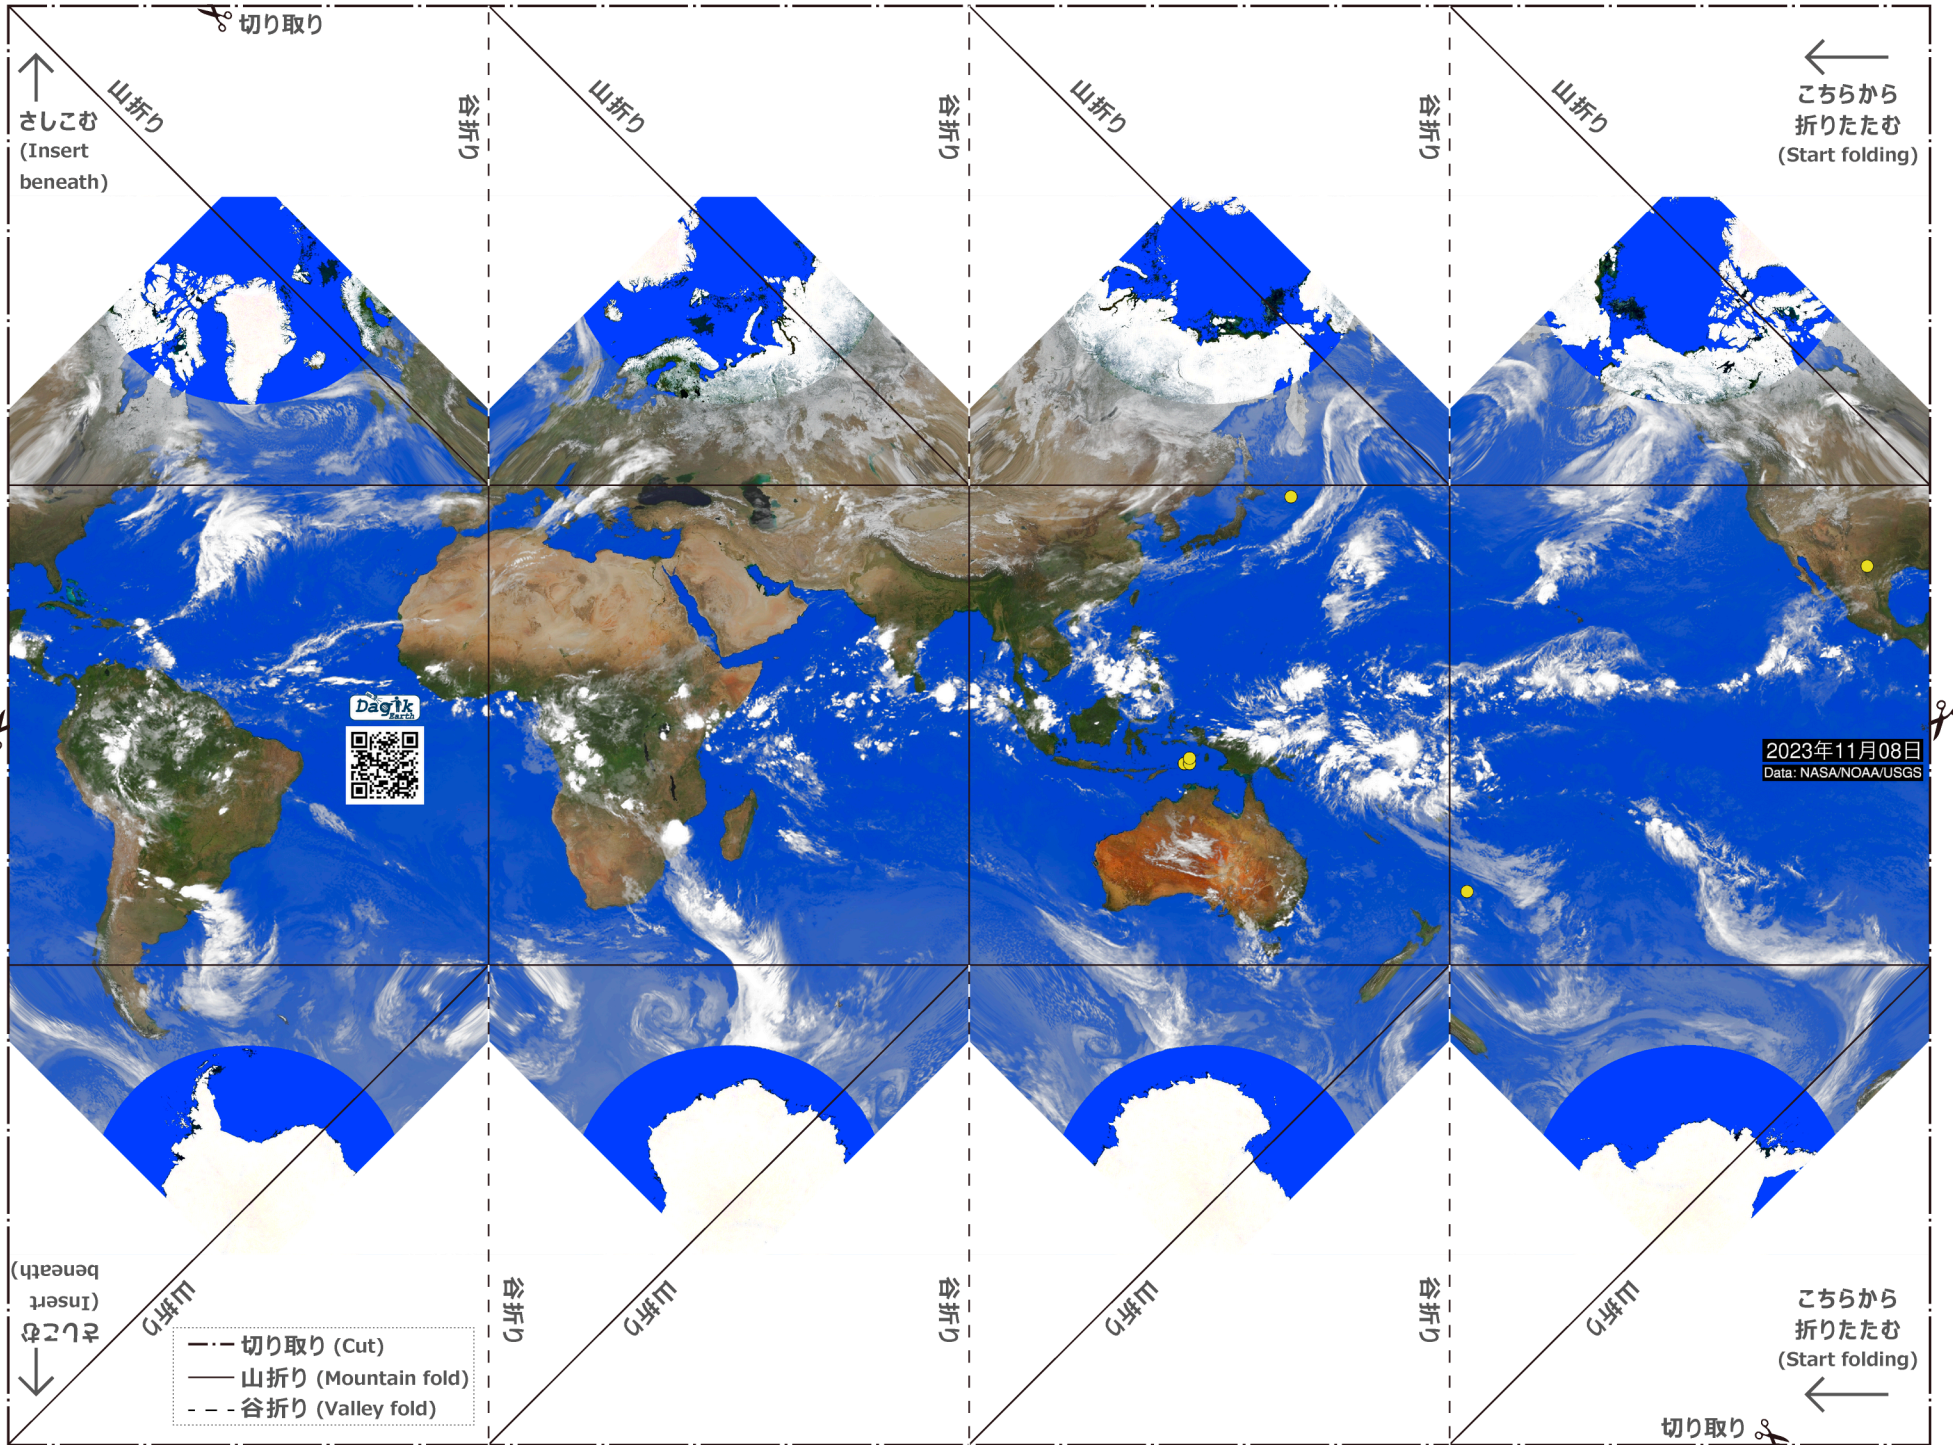 切り取り
さしこむ
(Insert
beneath)
山折り
谷折り
山折り
谷折り
山折り
谷折り
山折り
こちらから
折りたたむ
(Start folding)
Dagik
Earth
2023年11月08日
Data: NASA/NOAA/USGS
さしこむ
(Insert
beneath)
山折り
谷折り
山折り
谷折り
山折り
谷折り
山折り
こちらから
折りたたむ
(Start folding)
切り取り (Cut)
山折り (Mountain fold)
谷折り (Valley fold)
切り取り